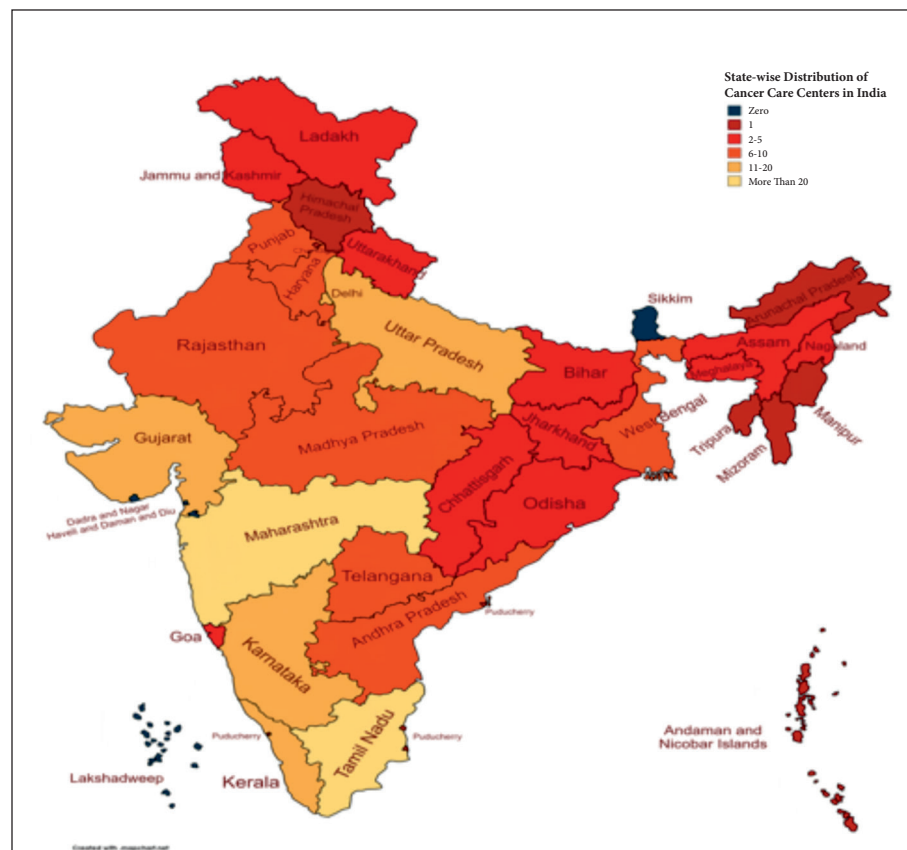 State-wise Distribution of
Cancer Care Centers in India
Zero
1
2-5
6-10
11-20
More Than 20
Ladakh
Jammu and Kashmir
Himachal
Pradesh
Punjab
Uttarakhand
Haryana
Delhi
Sikkim
Arunachal Pradesh
Rajasthan
Uttar Pradesh
Assam
Nagaland
Bihar
Meghalaya
Gujarat
Madhya Pradesh
Jharkhand
West Bengal
Tripura
Manipur
Mizoram
Chhattisgarh
Odisha
Dadra and Nagar
Haveli and Daman and Diu
Maharashtra
Telangana
Andhra Pradesh
Puducherry
Goa
Karnataka
Puducherry
Tamil Nadu
Puducherry
Andaman and
Nicobar Islands
Lakshadweep
Kerala
Created with mapchart.net